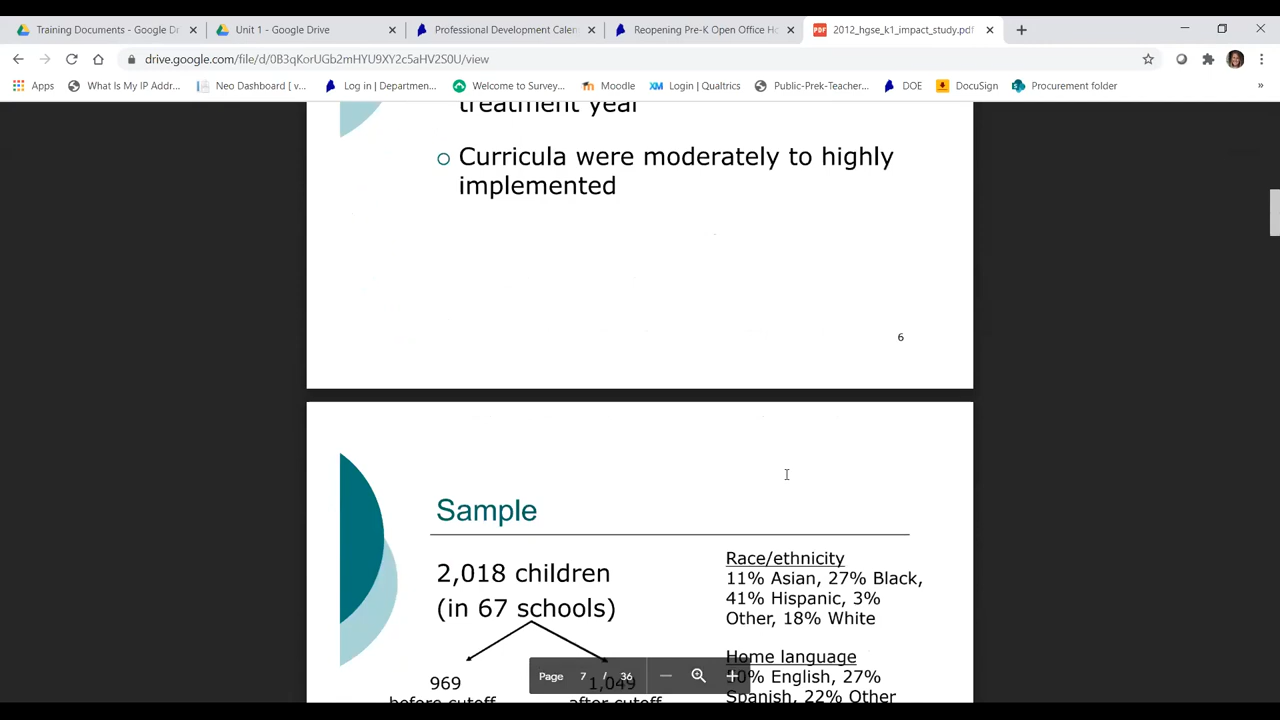 Training Documents - Google Dr
Unit 1 - Google Drive
Professional Development Calen
Reopening Pre-K Open Office Ho
2012_hgse_k1_impact_study.pdf
drive.google.com/file/d/0B3qKorUGb2mHYU9XY2c5aHV2S0U/view
Apps
What Is My IP Addr...
Neo Dashboard [ v...
Log in | Departmen...
Welcome to Survey...
Moodle
Login | Qualtrics
Public-Prek-Teacher...
DOE
DocuSign
Procurement folder
treatment year
Curricula were moderately to highly
implemented
6
Sample
2,018 children
(in 67 schools)
969
before cutoff
1,049
after cutoff
Race/ethnicity
11% Asian, 27% Black,
41% Hispanic, 3%
Other, 18% White
Home language
English, 27%
Spanish, 22% Other
Page 7 / 36